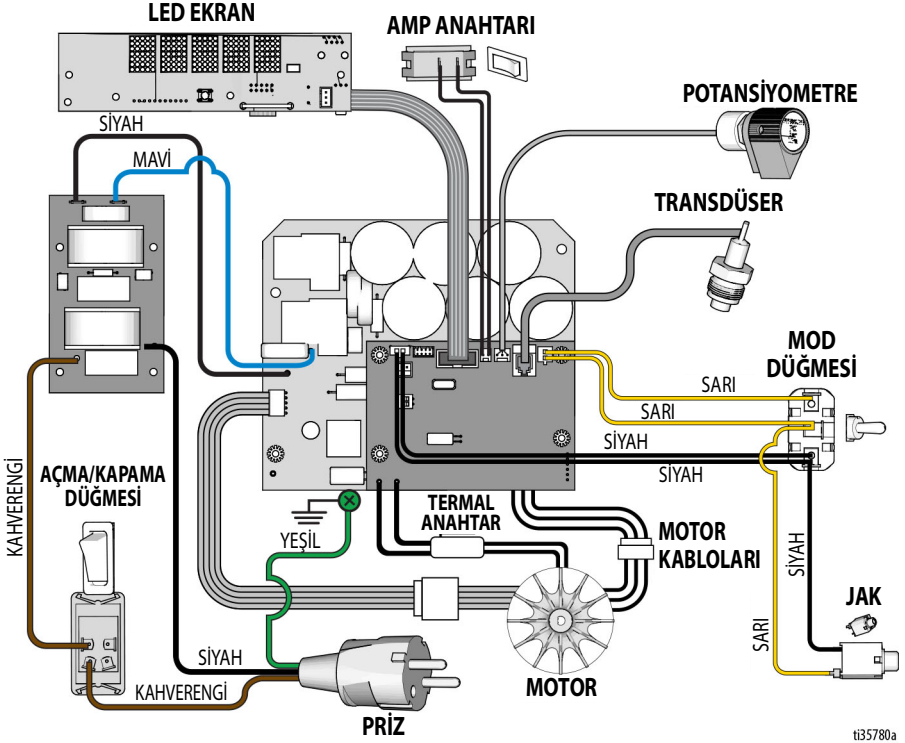 LED EKRAN
AMP ANAHTARI
POTANSİYOMETRE
SİYAH
MAVİ
TRANSDÜSER
MOD
DÜĞMESİ
SARI
SARI
SİYAH
SİYAH
KAHVERENGİ
AÇMA/KAPAMA
DÜĞMESİ
TERMAL
ANAHTAR
YEŞİL
MOTOR
KABLOLARI
SİYAH
JAK
SARI
SİYAH
KAHVERENGİ
MOTOR
PRİZ
ti35780a